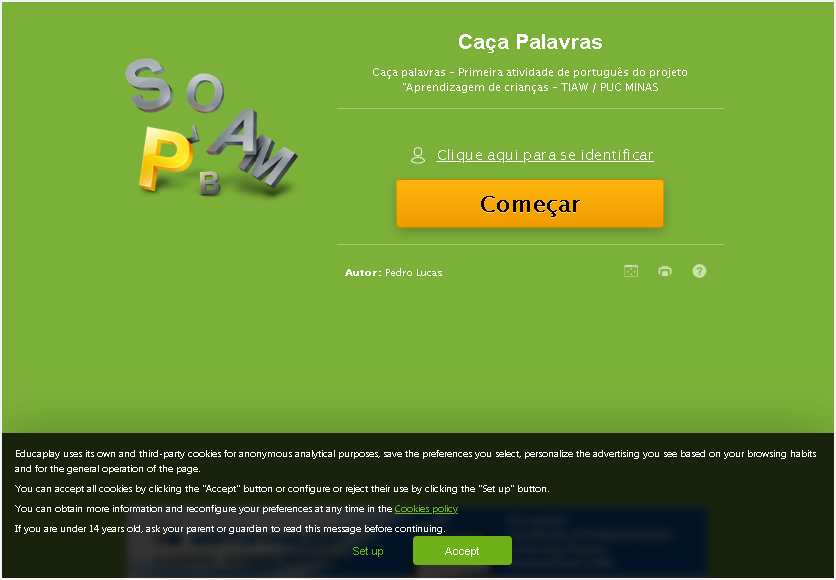 S O A M P B
Caça Palavras
Caça palavras - Primeira atividade de português do projeto
"Aprendizagem de crianças - TIAW / PUC MINAS
Clique aqui para se identificar
Começar
Autor: Pedro Lucas
Educaplay uses its own and third-party cookies for anonymous analytical purposes, save the preferences you select, personalize the advertising you see based on your browsing habits
and for the general operation of the page.
You can accept all cookies by clicking the "Accept" button or configure or reject their use by clicking the "Set up" button.
You can obtain more information and reconfigure your preferences at any time in the Cookies policy
If you are under 14 years old, ask your parent or guardian to read this message before continuing.
Set up
Accept